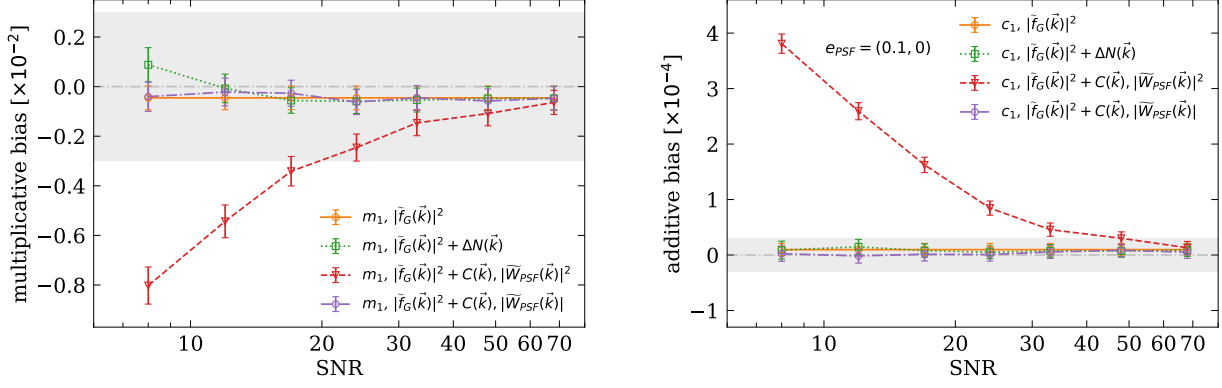 multiplicative bias [×10⁻²]
0.2
0.0
−0.2
−0.4
−0.6
−0.8
m₁, |f̃_G(k⃗)|²
m₁, |f̃_G(k⃗)|² + ΔN(k⃗)
m₁, |f̃_G(k⃗)|² + C(k⃗), |W̃_PSF(k⃗)|²
m₁, |f̃_G(k⃗)|² + C(k⃗), |W̃_PSF(k⃗)|
10 20 30 40 50 60 70
SNR
additive bias [×10⁻⁴]
4
3
2
1
0
−1
e_PSF = (0.1, 0)
c₁, |f̃_G(k⃗)|²
c₁, |f̃_G(k⃗)|² + ΔN(k⃗)
c₁, |f̃_G(k⃗)|² + C(k⃗), |W̃_PSF(k⃗)|²
c₁, |f̃_G(k⃗)|² + C(k⃗), |W̃_PSF(k⃗)|
10 20 30 40 50 60 70
SNR